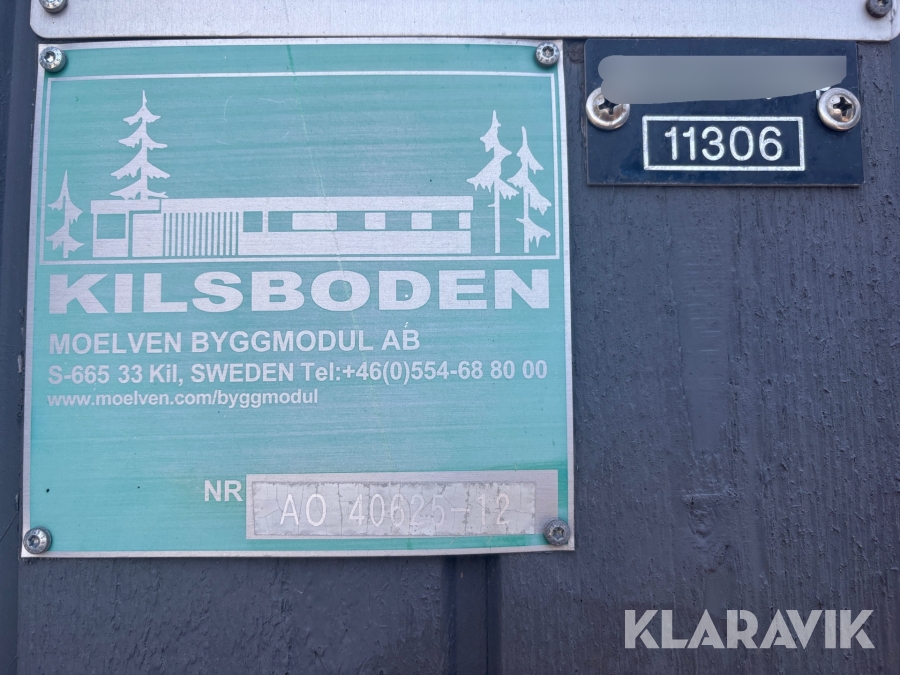 KILSBODEN
MOELVEN BYGGMODUL AB
S-665 33 Kil, SWEDEN Tel:+46(0)554-68 80 00
www.moelven.com/byggmodul
NR AO 40625-12
11306
KLARAVIK